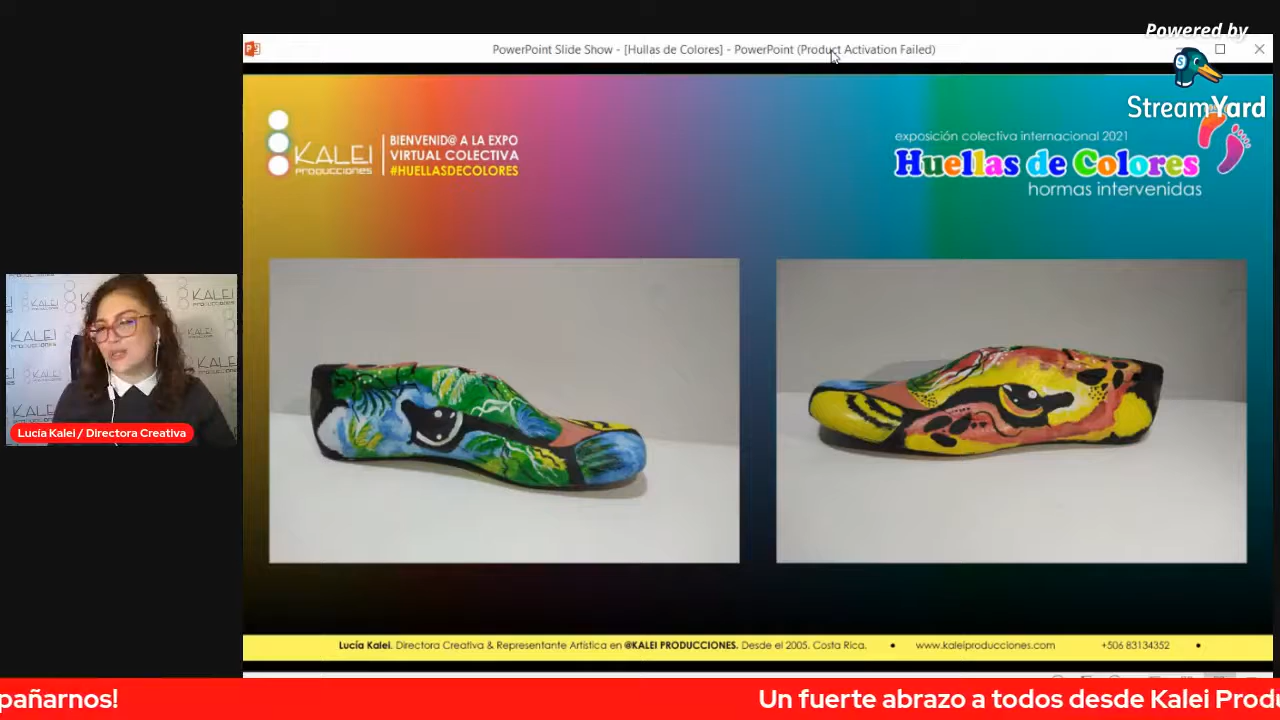 Powered by
StreamYard
PowerPoint Slide Show - [Hullas de Colores] - PowerPoint (Product Activation Failed)
KALEI
PRODUCCIONES
BIENVENID@ A LA EXPO
VIRTUAL COLECTIVA
#HUELLASDECOLORES
exposición colectiva internacional 2021
Huellas de Colores
hormas intervenidas
KALEI
KALEI
KALEI
Lucía Kalei / Directora Creativa
Lucía Kalei. Directora Creativa & Representante Artística en @KALEI PRODUCCIONES. Desde el 2005. Costa Rica. • www.kaleiproducciones.com +506 83134352 •
pañarnos! Un fuerte abrazo a todos desde Kalei Produ